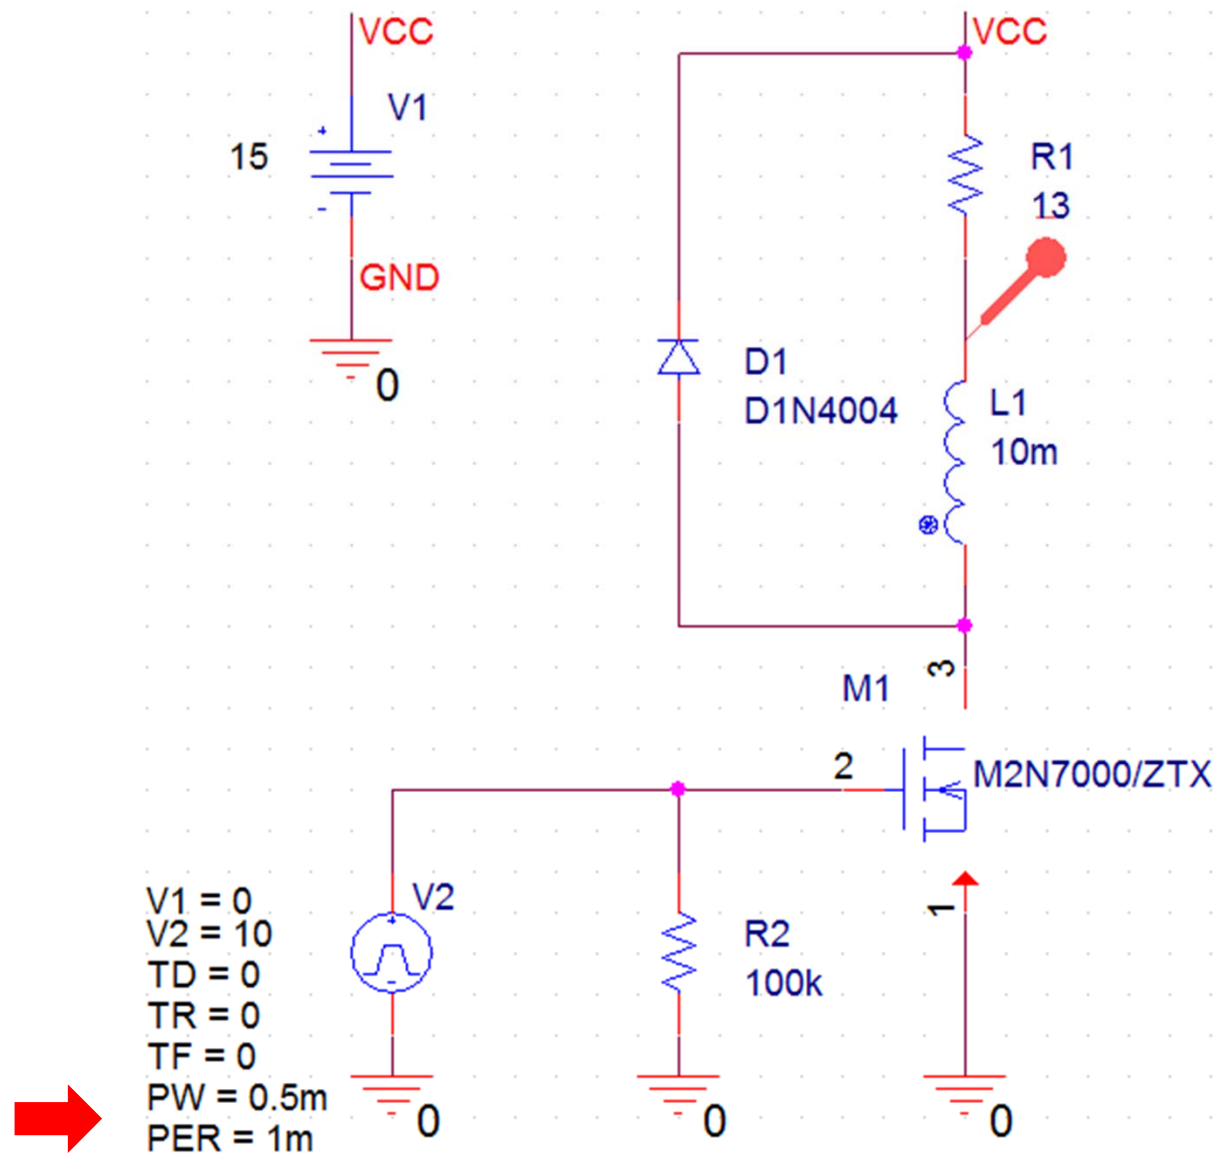 VCC
V1
+
15
-
GND
0
VCC
R1
13
D1
D1N4004
L1
10m
3
M1
2
M2N7000/ZTX
1
V1 = 0
V2 = 10
TD = 0
TR = 0
TF = 0
PW = 0.5m
PER = 1m
V2
+
-
0
R2
100k
0
0